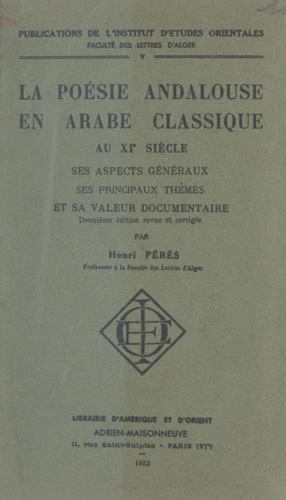 PUBLICATIONS DE L'INSTITUT D'ETUDES ORIENTALES
FACULTÉ DES LETTRES D'ALGER
V
LA POÉSIE ANDALOUSE
EN ARABE CLASSIQUE
AU XIe SIÈCLE
SES ASPECTS GÉNÉRAUX
SES PRINCIPAUX THÈMES
ET SA VALEUR DOCUMENTAIRE
Deuxième édition revue et corrigée
PAR
Henri PÉRÈS
Professeur à la Faculté des Lettres d'Alger
LIBRAIRIE D'AMÉRIQUE ET D'ORIENT
ADRIEN-MAISONNEUVE
11, rue Saint-Sulpice - PARIS (VIe)
1953